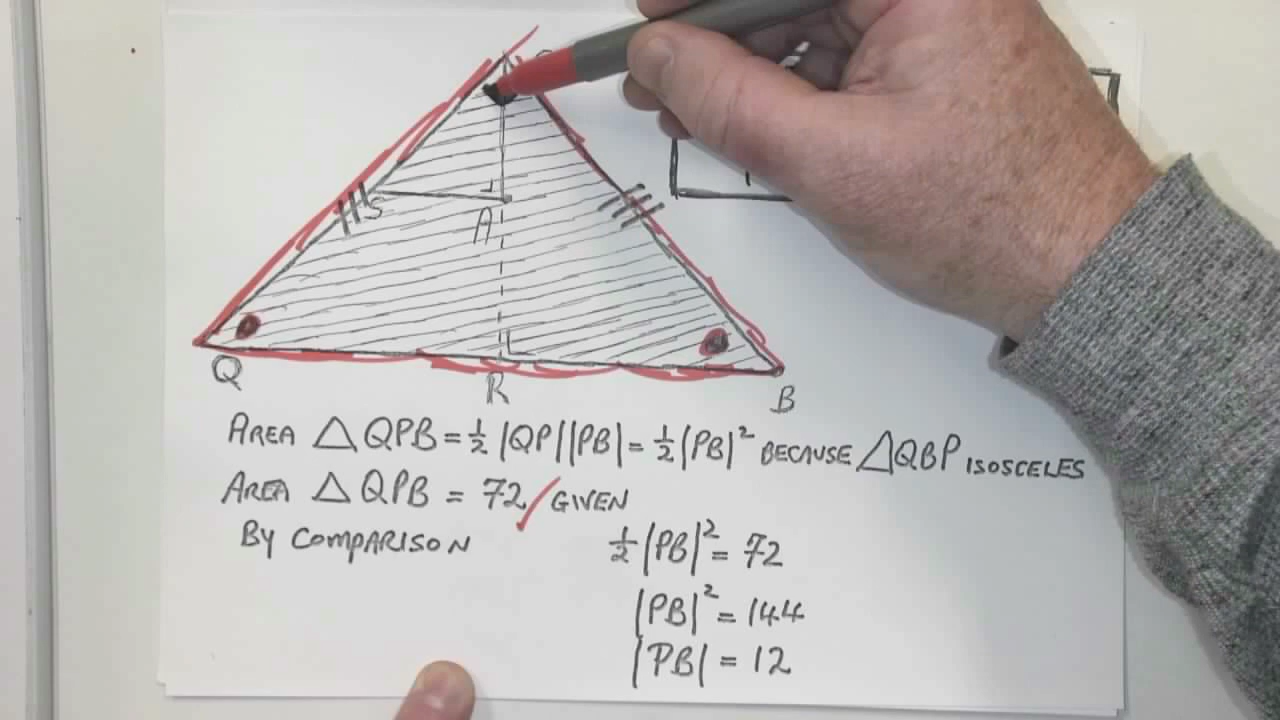 S
A
Q
R
B
AREA △QPB = ½ |QP||PB| = ½ |PB|² BECAUSE △QBP ISOSCELES
AREA △QPB = 72 GIVEN
BY COMPARISON
½ |PB|² = 72
|PB|² = 144
|PB| = 12